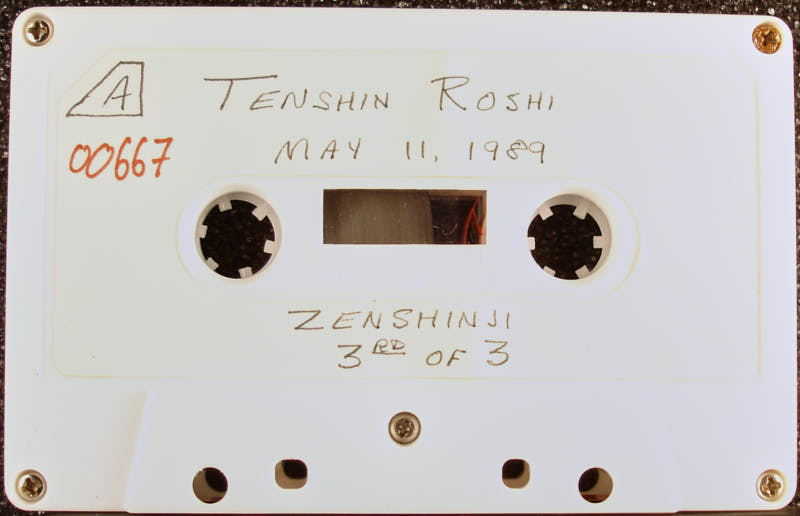 A TENSHIN ROSHI
00667
MAY 11, 1989
ZENSHINJI
3RD OF 3